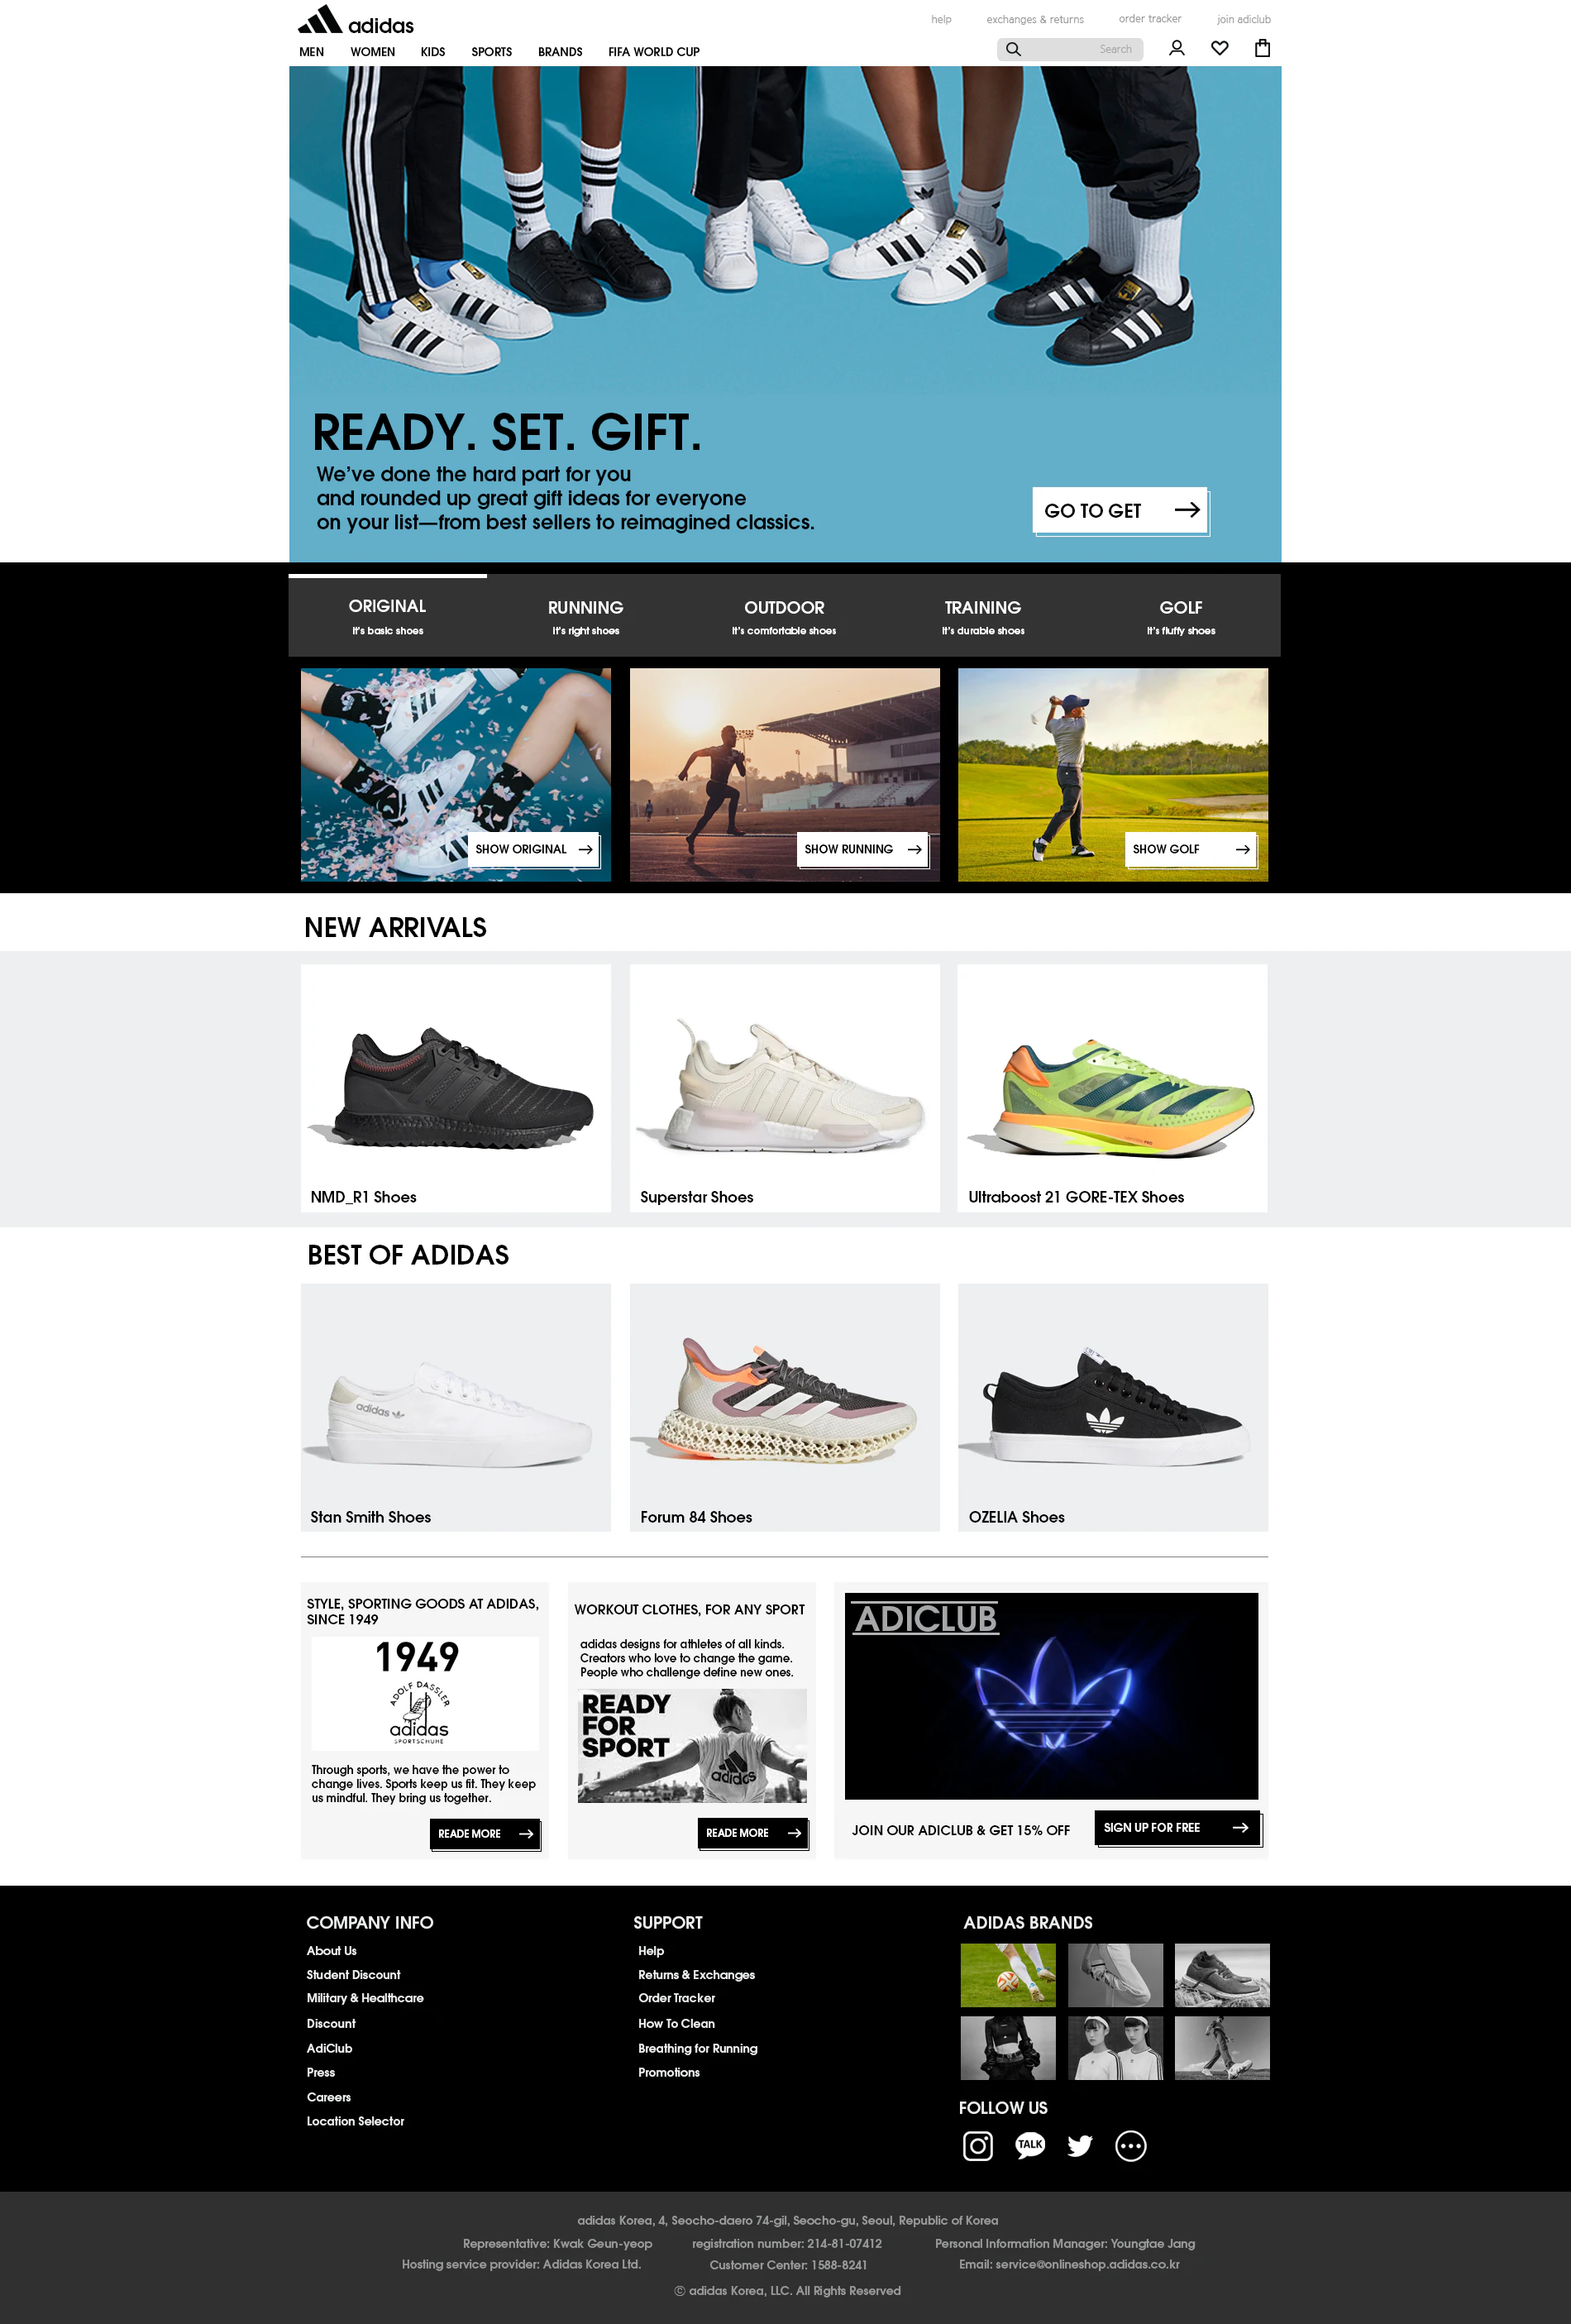 adidas
help
exchanges & returns
order tracker
join adiclub
MEN
WOMEN
KIDS
SPORTS
BRANDS
FIFA WORLD CUP
Search
READY. SET. GIFT.
We've done the hard part for you
and rounded up great gift ideas for everyone
on your list—from best sellers to reimagined classics.
GO TO GET
ORIGINAL
It's basic shoes
RUNNING
It's right shoes
OUTDOOR
It's comfortable shoes
TRAINING
It's durable shoes
GOLF
It's fluffy shoes
SHOW ORIGINAL
SHOW RUNNING
SHOW GOLF
NEW ARRIVALS
NMD_R1 Shoes
Superstar Shoes
Ultraboost 21 GORE-TEX Shoes
BEST OF ADIDAS
adidas
Stan Smith Shoes
Forum 84 Shoes
OZELIA Shoes
STYLE, SPORTING GOODS AT ADIDAS,
SINCE 1949
1949
ADOLF DASSLER
adidas
SPORTSCHUHE
Through sports, we have the power to
change lives. Sports keep us fit. They keep
us mindful. They bring us together.
READE MORE
WORKOUT CLOTHES, FOR ANY SPORT
adidas designs for athletes of all kinds.
Creators who love to change the game.
People who challenge define new ones.
READY
FOR
SPORT
adidas
READE MORE
ADICLUB
JOIN OUR ADICLUB & GET 15% OFF
SIGN UP FOR FREE
COMPANY INFO
About Us
Student Discount
Military & Healthcare
Discount
AdiClub
Press
Careers
Location Selector
SUPPORT
Help
Returns & Exchanges
Order Tracker
How To Clean
Breathing for Running
Promotions
ADIDAS BRANDS
FOLLOW US
TALK
adidas Korea, 4, Seocho-daero 74-gil, Seocho-gu, Seoul, Republic of Korea
Representative: Kwak Geun-yeop
registration number: 214-81-07412
Personal Information Manager: Youngtae Jang
Hosting service provider: Adidas Korea Ltd.
Customer Center: 1588-8241
Email: service@onlineshop.adidas.co.kr
© adidas Korea, LLC. All Rights Reserved